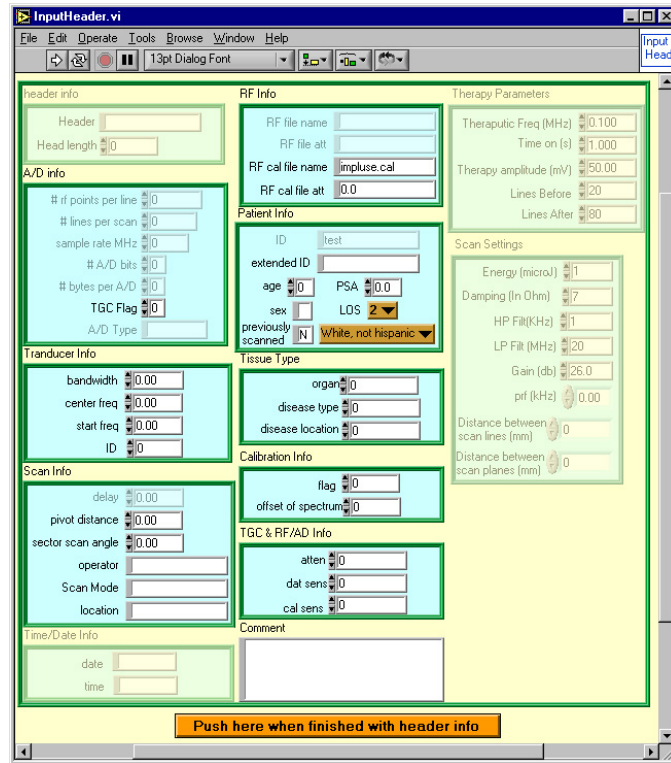 InputHeader.vi
File Edit Operate Tools Browse Window Help
13pt Dialog Font
Input
Head
header info
Header
Head length 0
A/D info
# rf points per line 0
# lines per scan 0
sample rate MHz 0
# A/D bits 0
# bytes per A/D 0
TGC Flag 0
A/D Type
Tranducer Info
bandwidth 0.00
center freq 0.00
start freq 0.00
ID 0
Scan Info
delay 0.00
pivot distance 0.00
sector scan angle 0.00
operator
Scan Mode
location
Time/Date Info
date
time
RF Info
RF file name
RF file att
RF cal file name impluse.cal
RF cal file att 0.0
Patient Info
ID test
extended ID
age 0 PSA 0.0
sex LOS 2
previously
scanned N White, not hispanic
Tissue Type
organ 0
disease type 0
disease location 0
Calibration Info
flag 0
offset of spectrum 0
TGC & RF/AD Info
atten 0
dat sens 0
cal sens 0
Comment
Therapy Parameters
Theraputic Freq (MHz) 0.100
Time on (s) 1.000
Therapy amplitude (mV) 50.00
Lines Before 20
Lines After 80
Scan Settings
Energy (microJ) 1
Damping (In Ohm) 7
HP Filt(KHz) 1
LP Filt (MHz) 20
Gain (db) 26.0
prf (kHz) 0.00
Distance between
scan lines (mm) 0
Distance between
scan planes (mm) 0
Push here when finished with header info